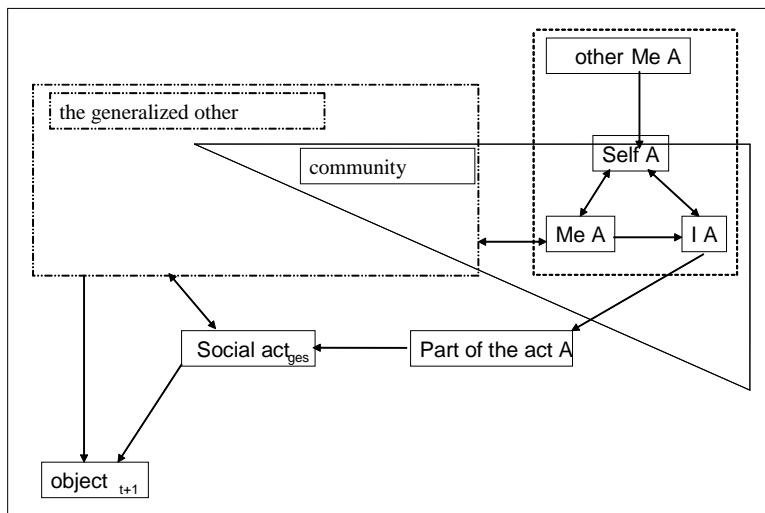 other Me A
the generalized other
Self A
community
Me A
I A
Social act ges
Part of the act A
object t+1